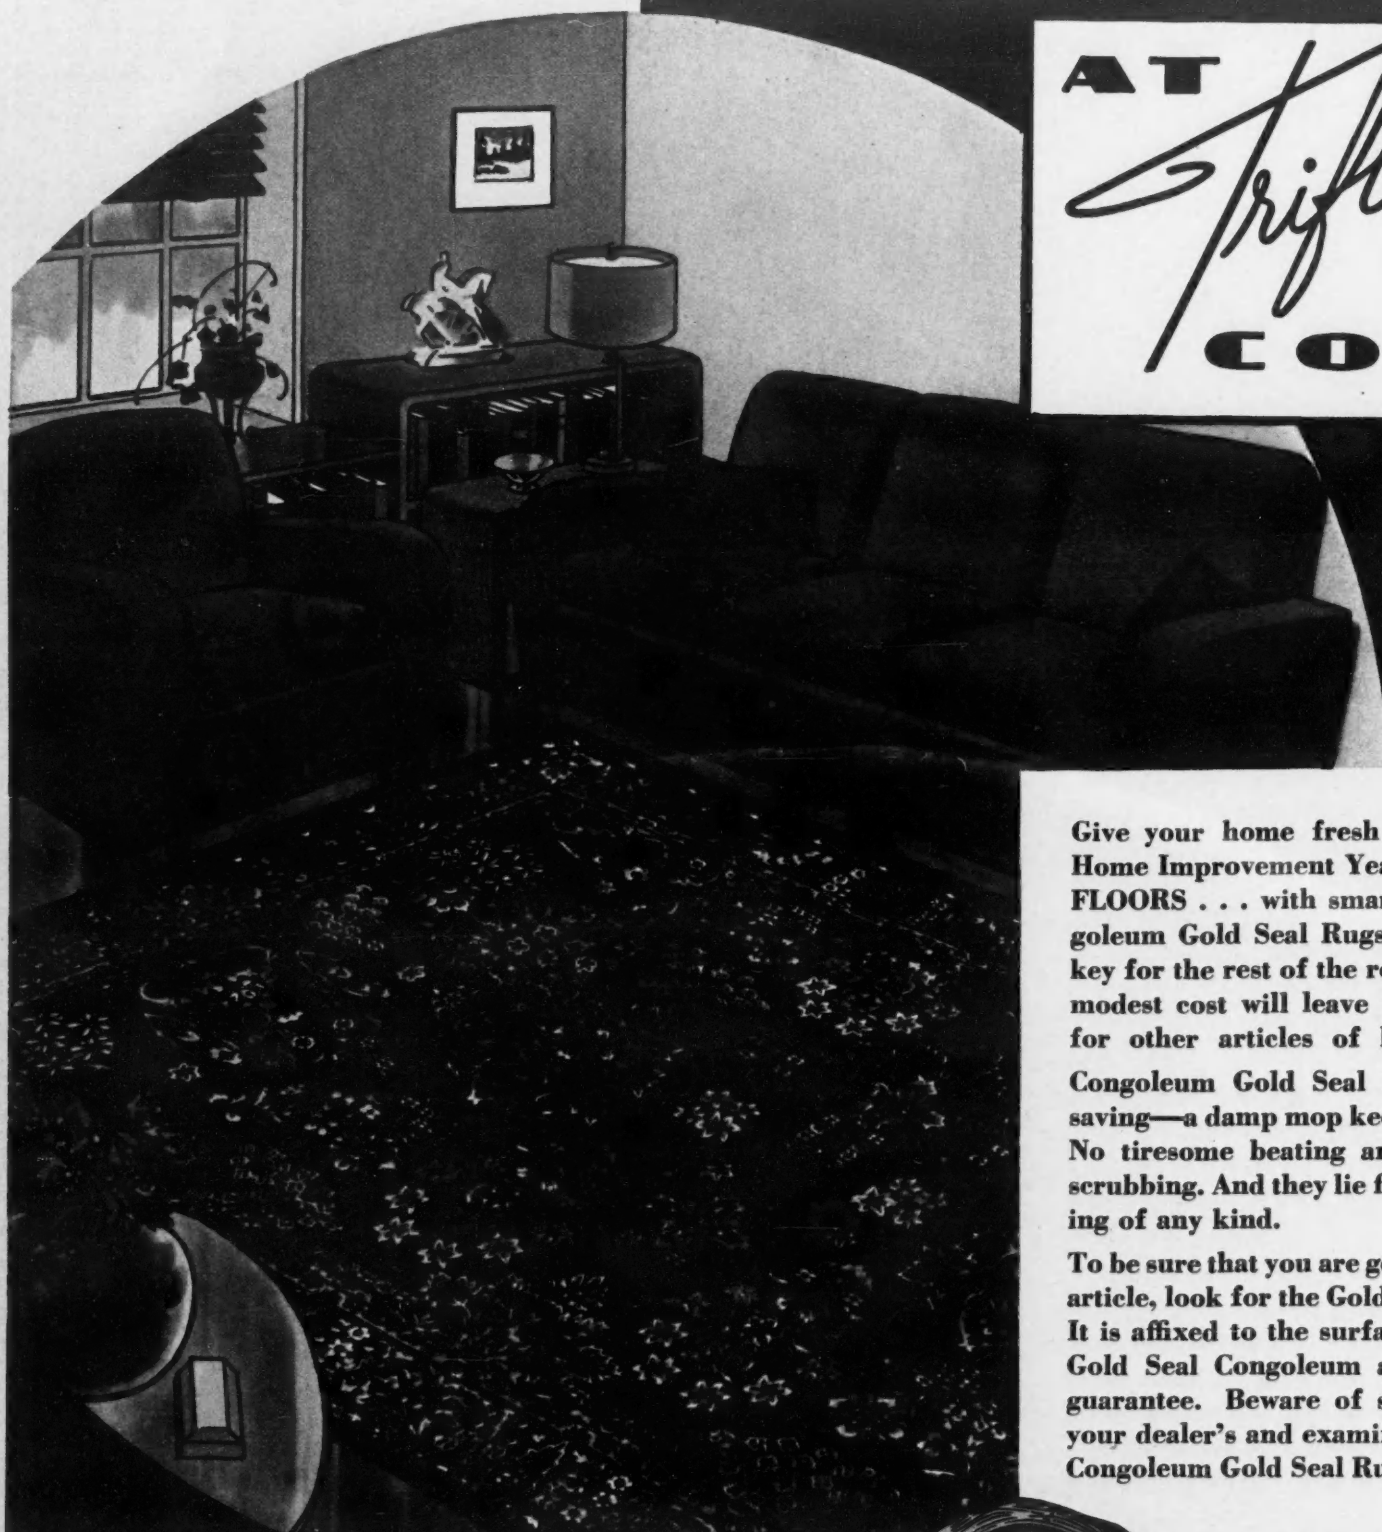 AT
Trifl
CO
Give your home fresh
Home Improvement Yea
FLOORS . . . with smar
goleum Gold Seal Rugs
key for the rest of the r
modest cost will leave
for other articles of
Congoleum Gold Seal
saving—a damp mop kee
No tiresome beating an
scrubbing. And they lie f
ing of any kind.
To be sure that you are g
article, look for the Gold
It is affixed to the surfa
Gold Seal Congoleum a
guarantee. Beware of s
your dealer's and exami
Congoleum Gold Seal Ru